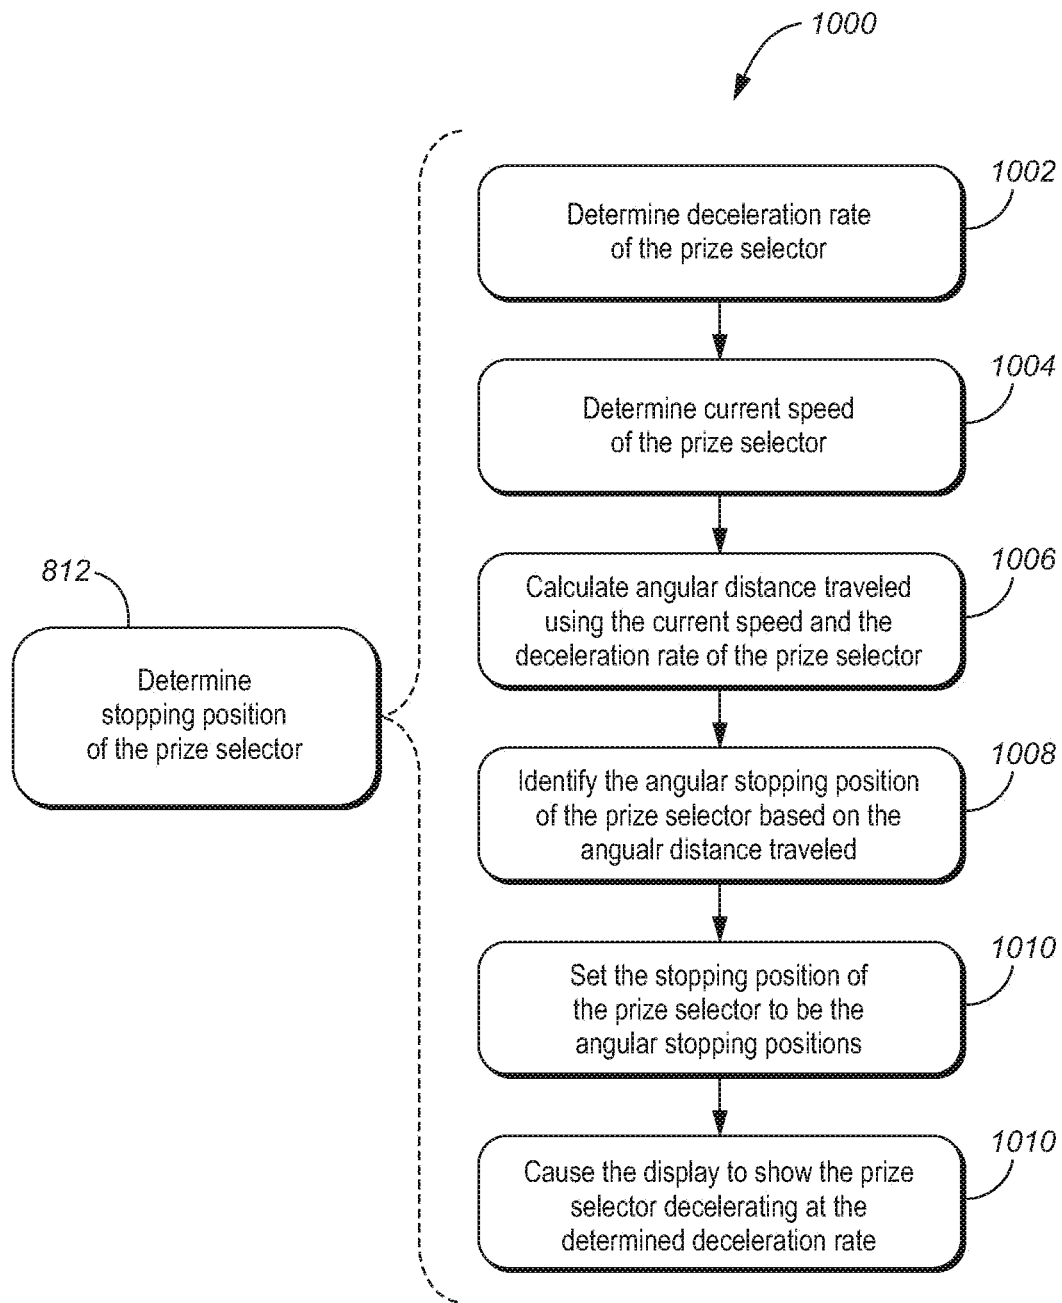 1000
1002
Determine deceleration rate
of the prize selector
1004
Determine current speed
of the prize selector
1006
Calculate angular distance traveled
using the current speed and the
deceleration rate of the prize selector
812
Determine
stopping position
of the prize selector
1008
Identify the angular stopping position
of the prize selector based on the
angualr distance traveled
1010
Set the stopping position of
the prize selector to be the
angular stopping positions
1010
Cause the display to show the prize
selector decelerating at the
determined deceleration rate